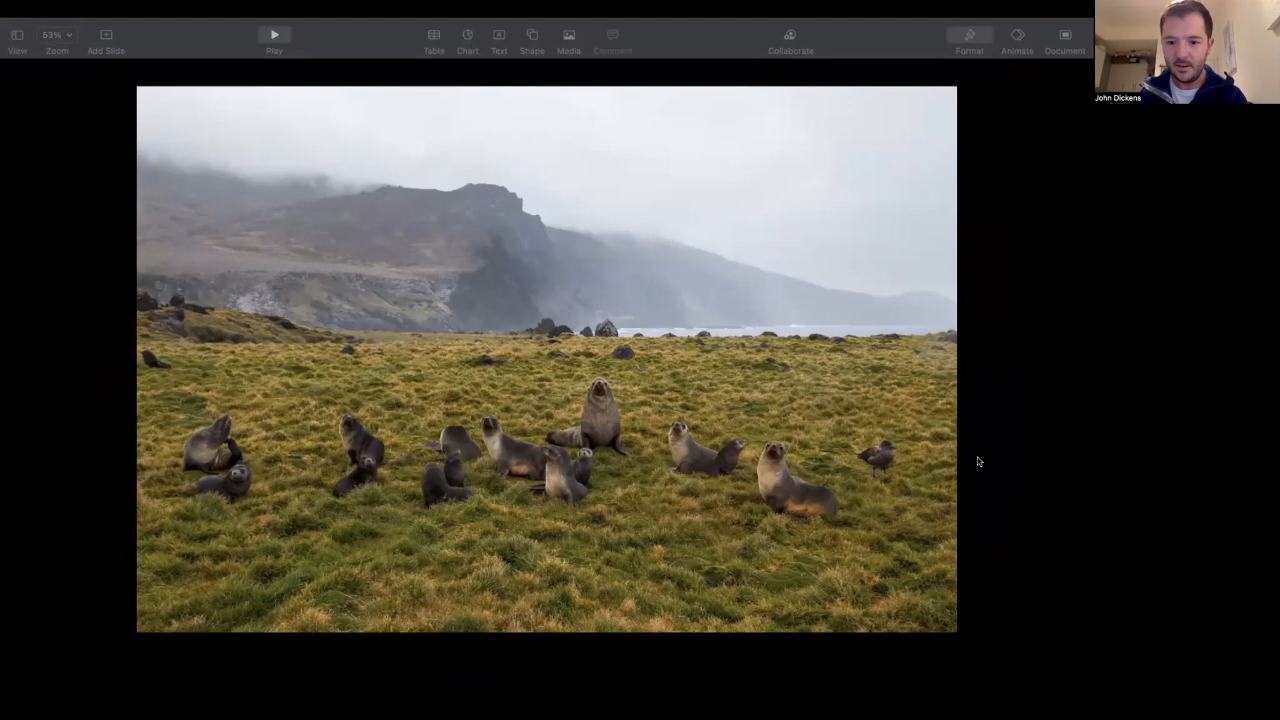 53%
View
Zoom
Add Slide
Play
Table
Chart
Text
Shape
Media
Comment
Collaborate
Format
Animate
Document
John Dickens